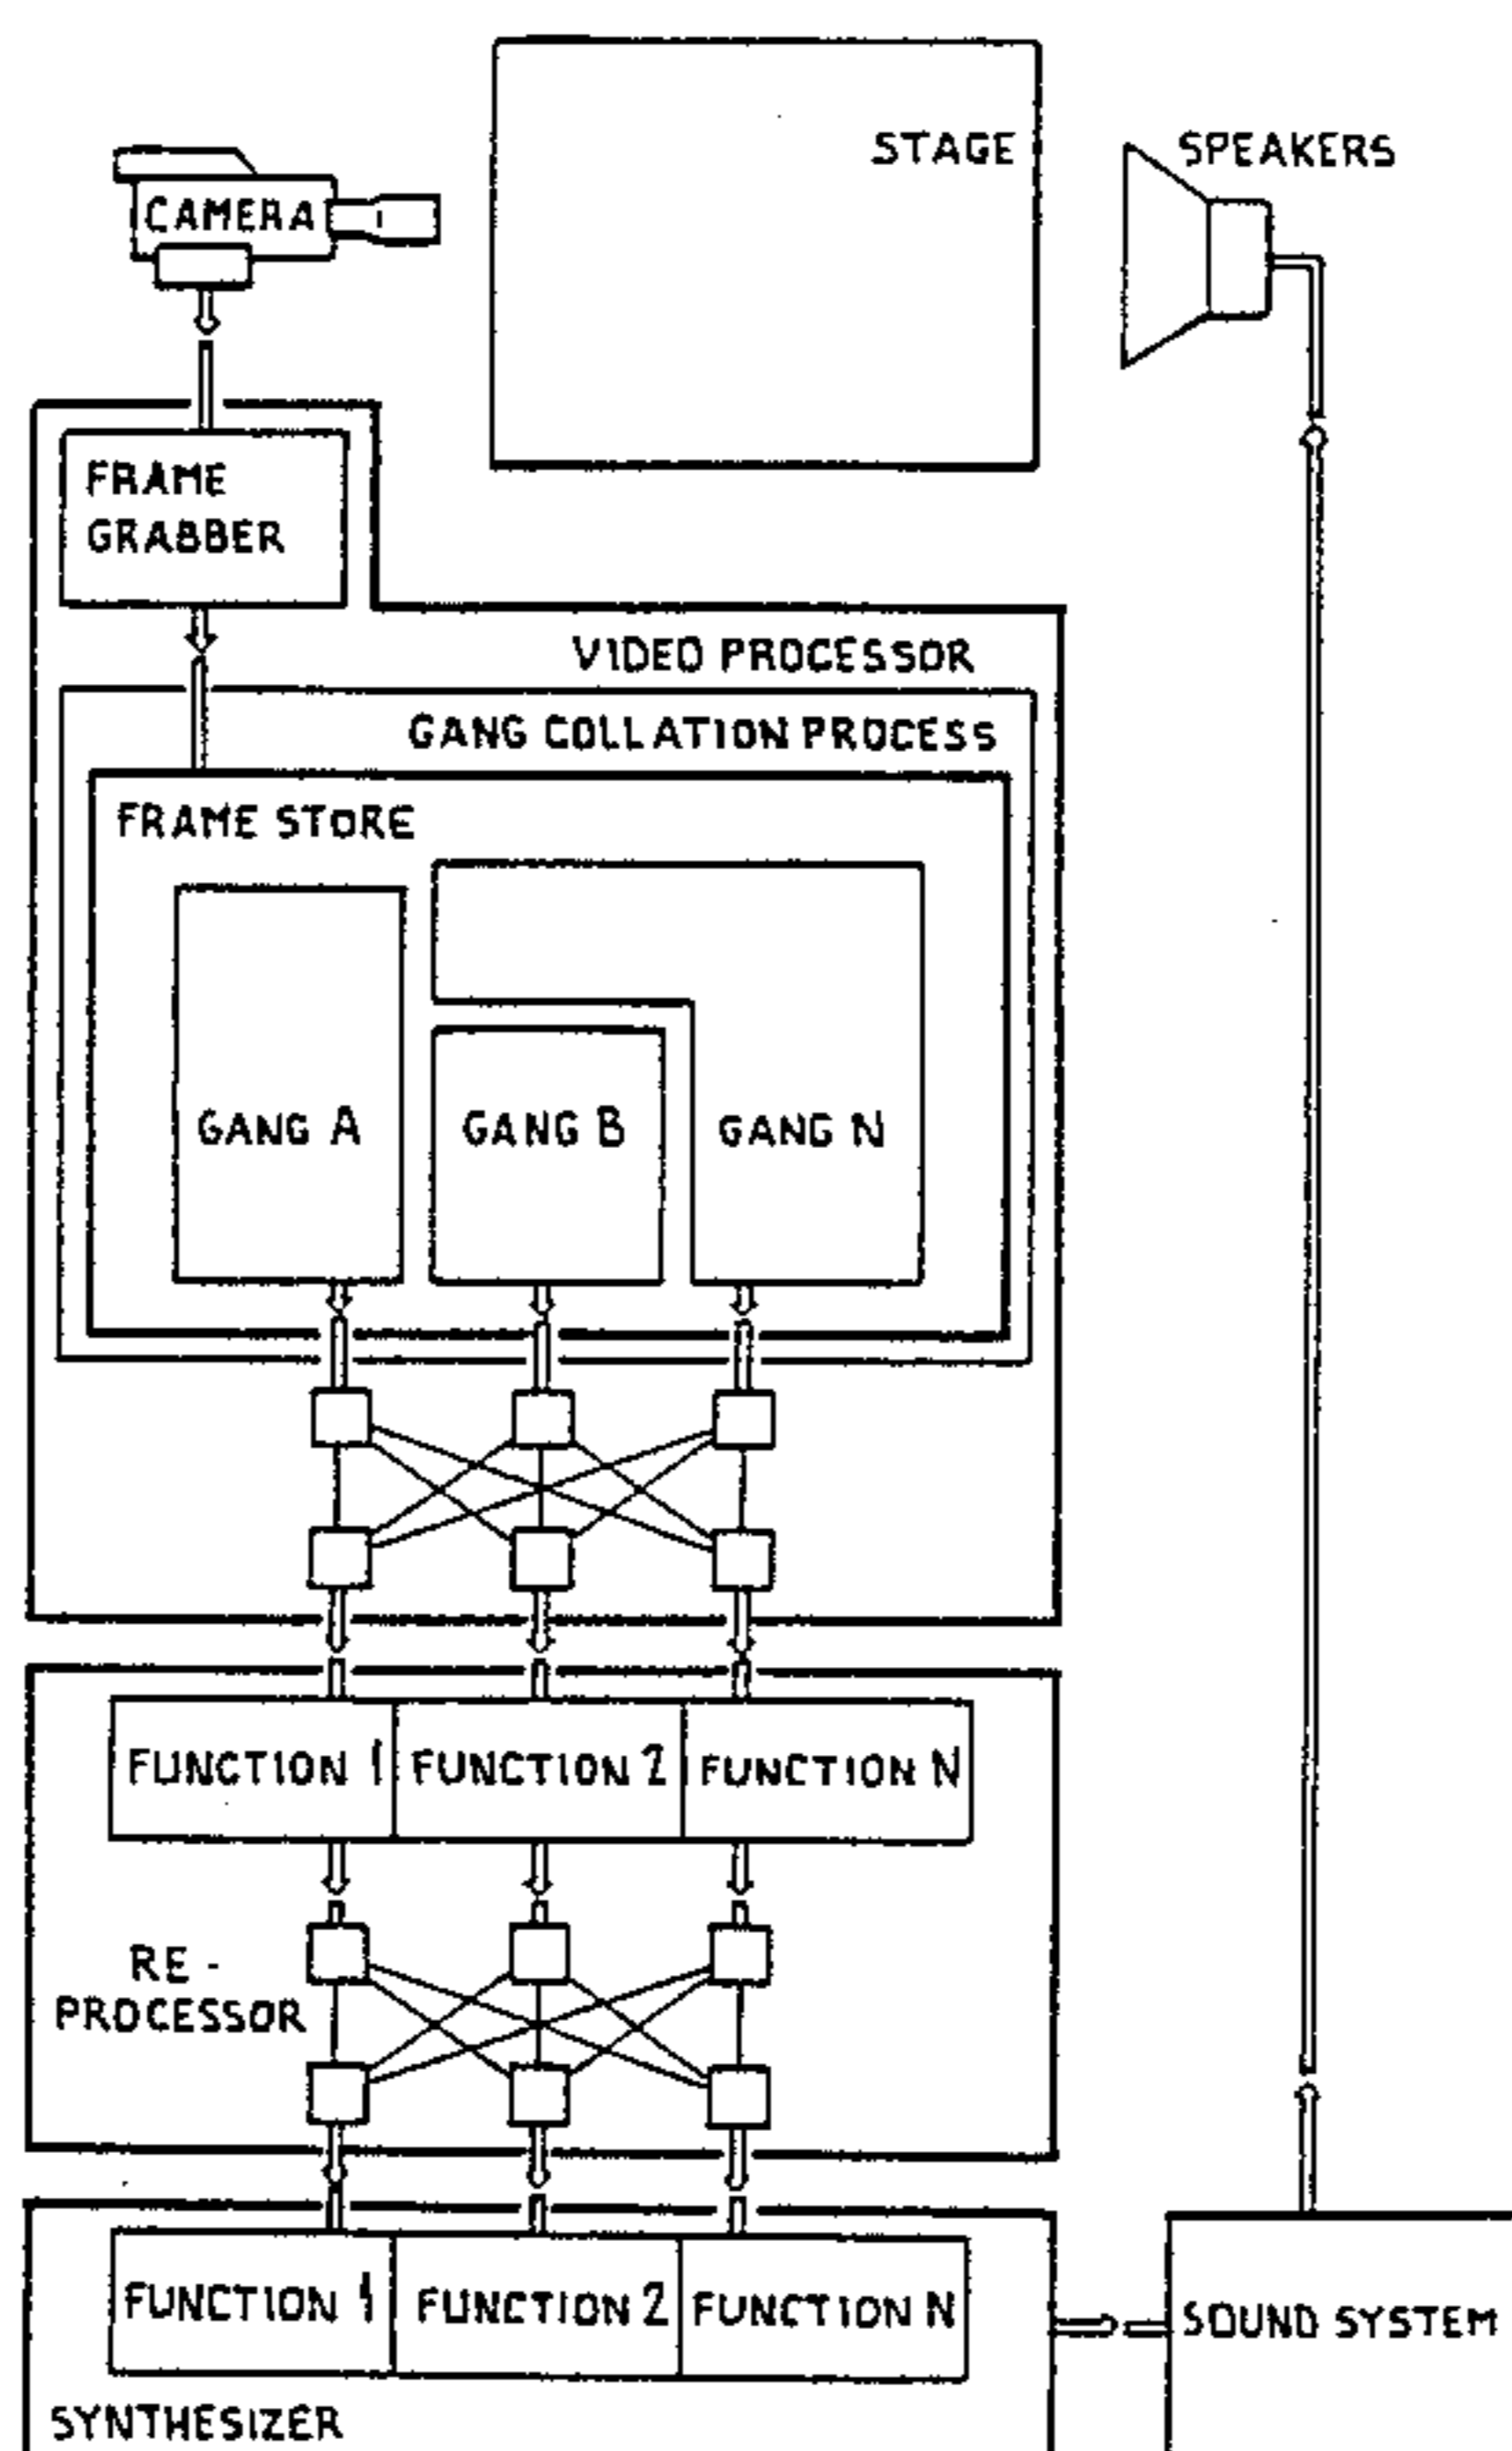 STAGE
SPEAKERS
CAMERA
FRAME
GRABBER
VIDEO PROCESSOR
GANG COLLATION PROCESS
FRAME STORE
GANG A
GANG B
GANG N
FUNCTION 1
FUNCTION 2
FUNCTION N
RE-
PROCESSOR
FUNCTION 1
FUNCTION 2
FUNCTION N
SOUND SYSTEM
SYNTHESIZER